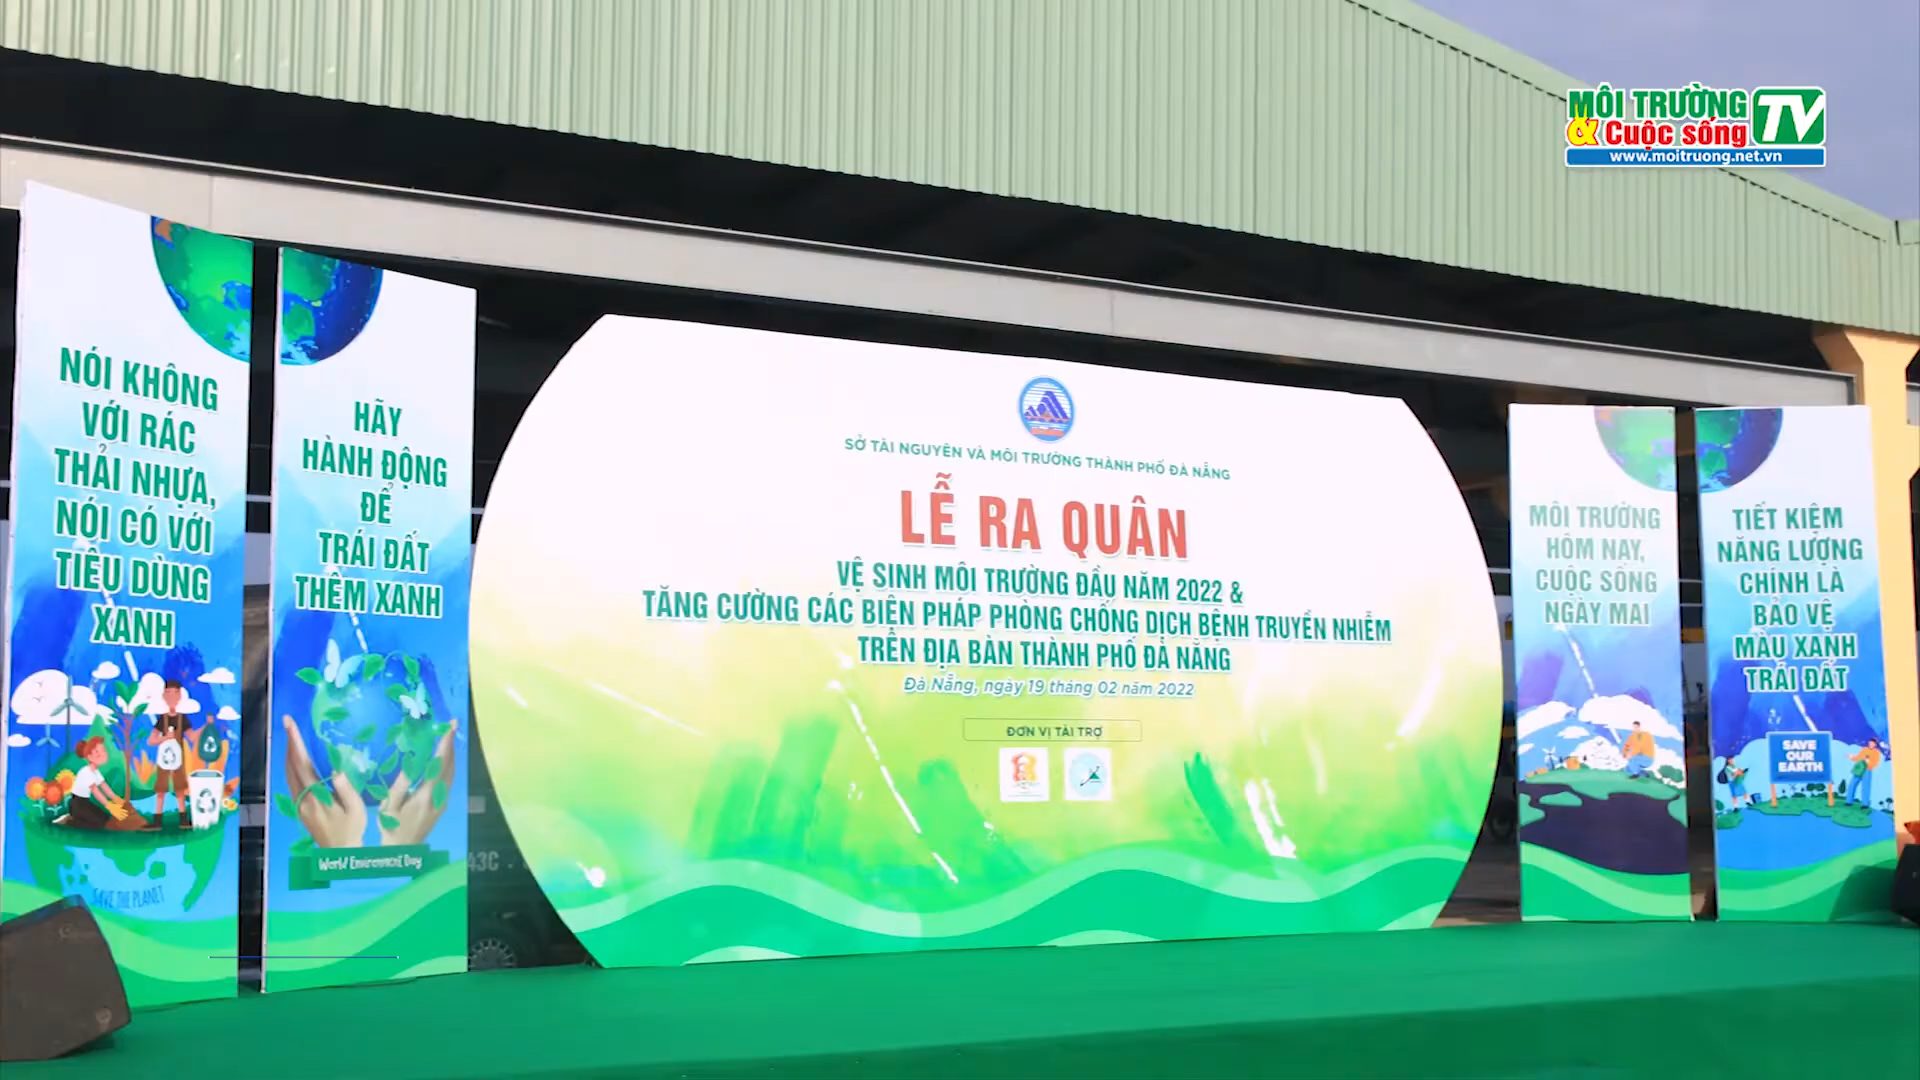 MÔI TRƯỜNG
& Cuộc sống
TV
www.moitruong.net.vn
NÓI KHÔNG
VỚI RÁC
THẢI NHỰA,
NÓI CÓ VỚI
TIÊU DÙNG
XANH
SAVE THE PLANET
HÃY
HÀNH ĐỘNG
ĐỂ
TRÁI ĐẤT
THÊM XANH
World Environment Day
43C
SỞ TÀI NGUYÊN VÀ MÔI TRƯỜNG THÀNH PHỐ ĐÀ NẴNG
LỄ RA QUÂN
VỆ SINH MÔI TRƯỜNG ĐẦU NĂM 2022 &
TĂNG CƯỜNG CÁC BIỆN PHÁP PHÒNG CHỐNG DỊCH BỆNH TRUYỀN NHIỄM
TRÊN ĐỊA BÀN THÀNH PHỐ ĐÀ NẴNG
Đà Nẵng, ngày 19 tháng 02 năm 2022
ĐƠN VỊ TÀI TRỢ
MÔI TRƯỜNG
HÔM NAY,
CUỘC SỐNG
NGÀY MAI
TIẾT KIỆM
NĂNG LƯỢNG
CHÍNH LÀ
BẢO VỆ
MÀU XANH
TRÁI ĐẤT
SAVE
OUR
EARTH